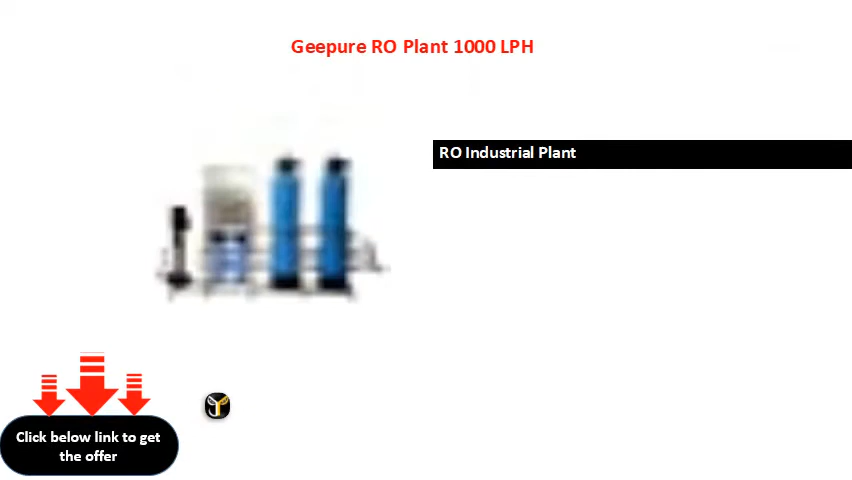 Geepure RO Plant 1000 LPH
RO Industrial Plant
Click below link to get
the offer